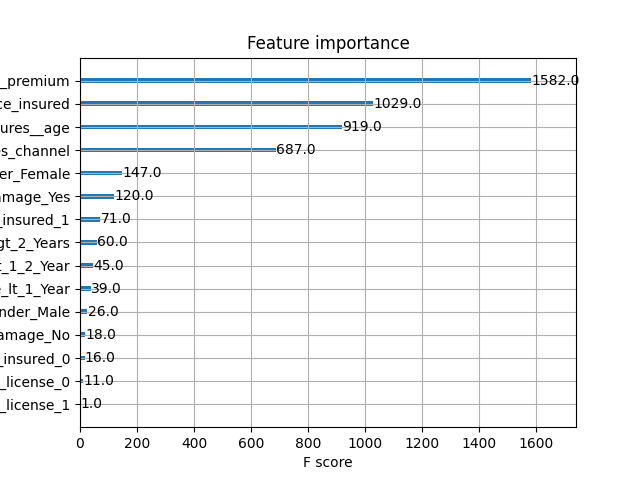 Feature importance
_premium 1582.0
ce_insured 1029.0
ures__age 919.0
s_channel 687.0
er_Female 147.0
amage_Yes 120.0
_insured_1 71.0
gt_2_Years 60.0
t_1_2_Year 45.0
_lt_1_Year 39.0
nder_Male 26.0
amage_No 18.0
_insured_0 16.0
_license_0 11.0
_license_1 1.0
0 200 400 600 800 1000 1200 1400 1600
F score